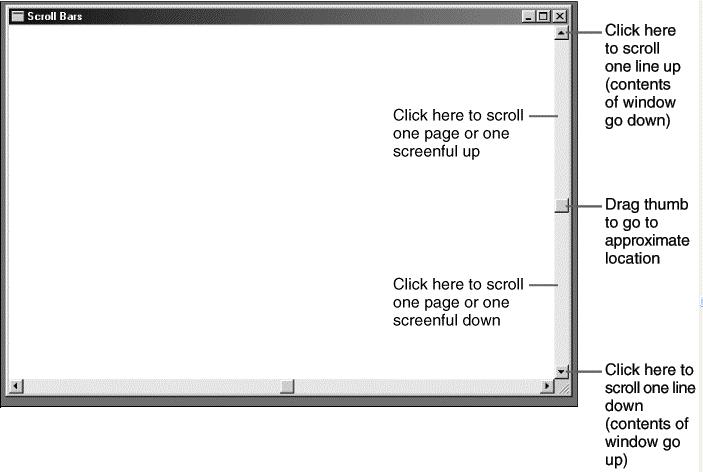 Scroll Bars
Click here
to scroll
one line up
(contents
of window
go down)
Click here to scroll
one page or one
screenful up
Drag thumb
to go to
approximate
location
Click here to scroll
one page or one
screenful down
Click here to
scroll one line
down
(contents of
window go
up)